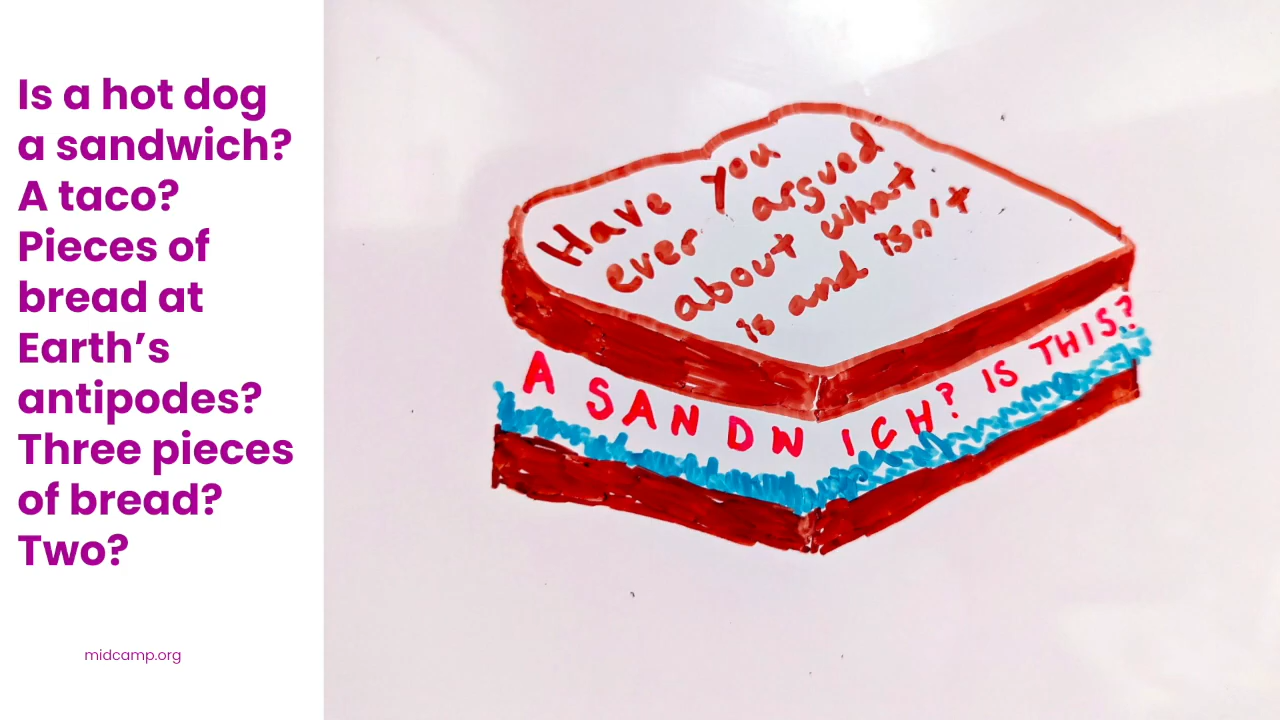 Is a hot dog
a sandwich?
A taco?
Pieces of
bread at
Earth’s
antipodes?
Three pieces
of bread?
Two?
midcamp.org
Have you
ever argued
about what
is and isn't
A SANDWICH? IS THIS?